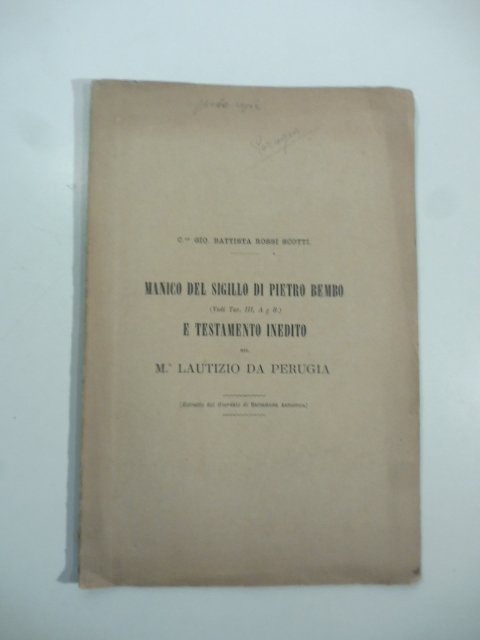 Perugia
C.te GIO. BATTISTA ROSSI SCOTTI.
MANICO DEL SIGILLO DI PIETRO BEMBO
(Vedi Tav. III, A e B.)
E TESTAMENTO INEDITO
DEL
M.° LAUTIZIO DA PERUGIA
(Estratto dal Giornale di Erudizione Artistica)